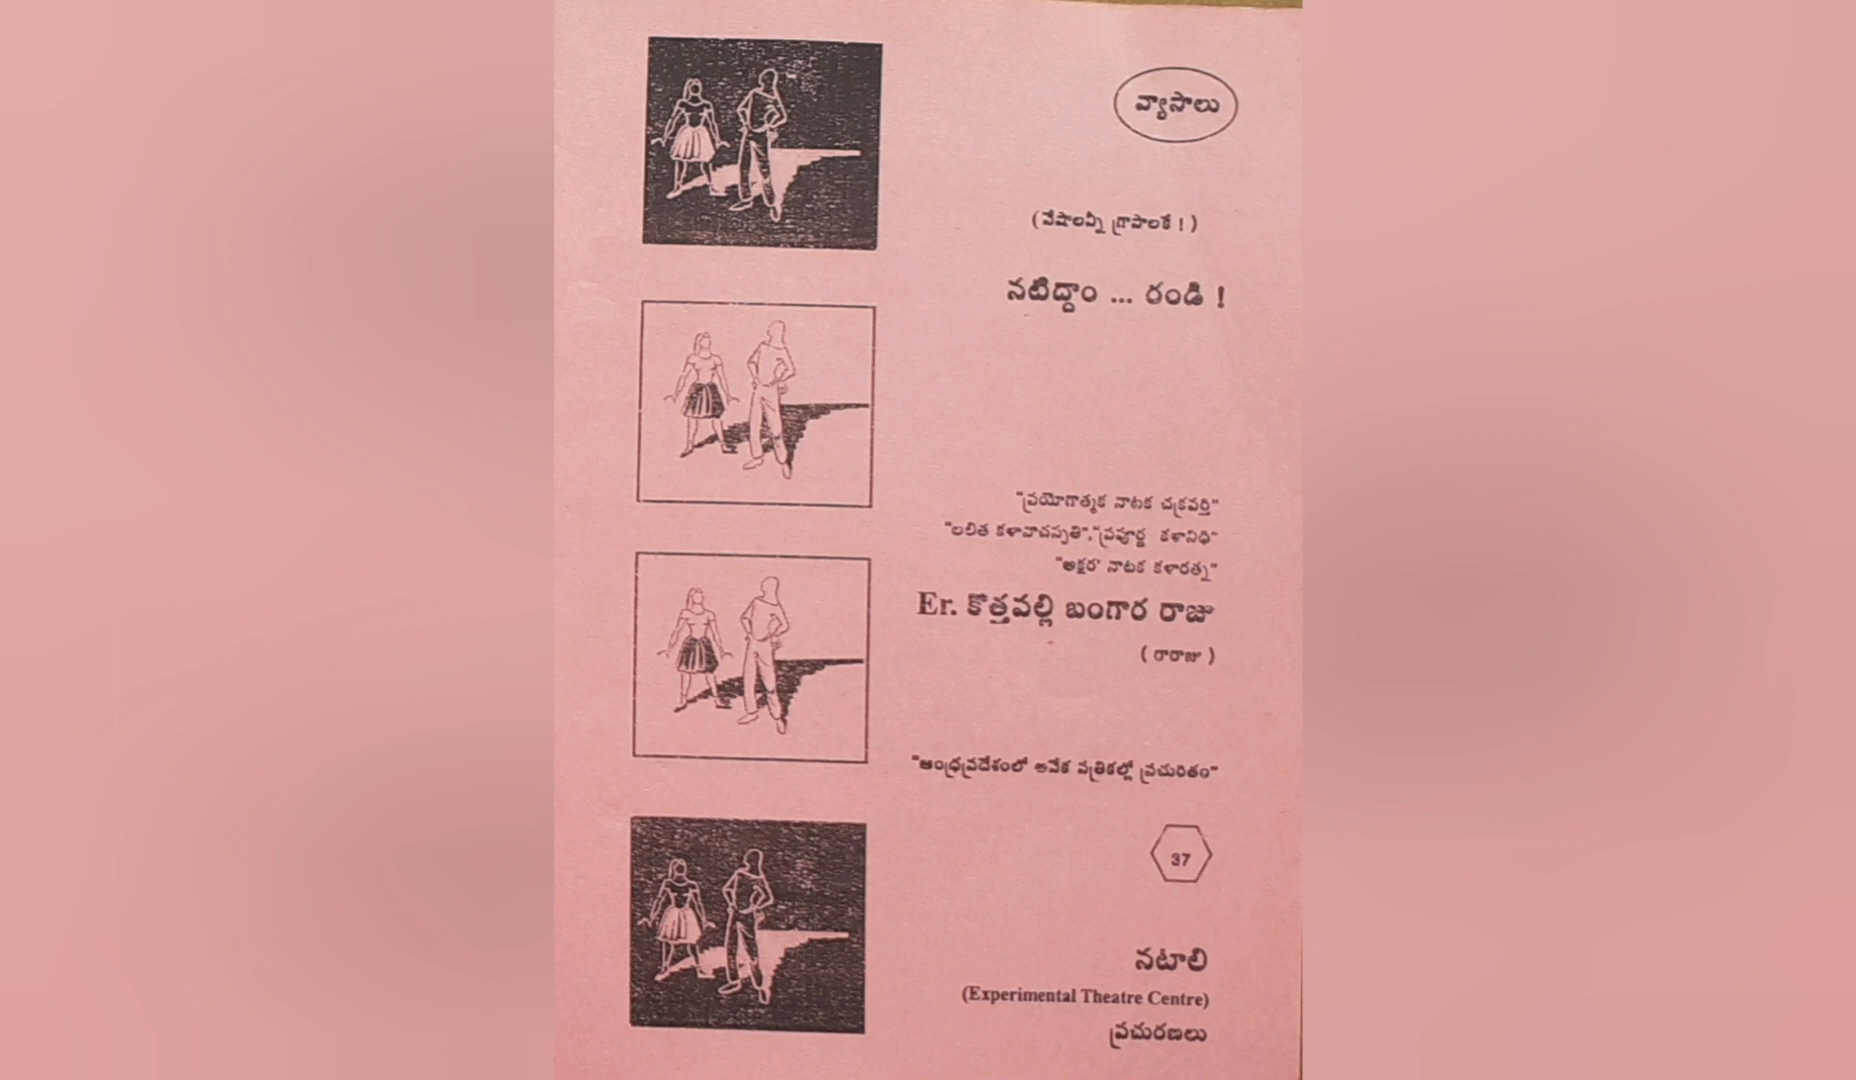 వ్యాసాలు
(వేషాలన్నీ గ్రాసాలకే ! )
నటిద్దాం ... రండి !
"ప్రయోగాత్మక నాటక చక్రవర్తి"
"లలిత కళావాచస్పతి","ప్రపూర్ణ కళానిధి"
"అక్షర' నాటక కళారత్న"
Er. కొత్తవల్లి బంగార రాజు
( రారాజు )
"ఆంధ్రప్రదేశంలో అనేక పత్రికల్లో ప్రచురితం"
37
నటాలి
(Experimental Theatre Centre)
ప్రచురణలు